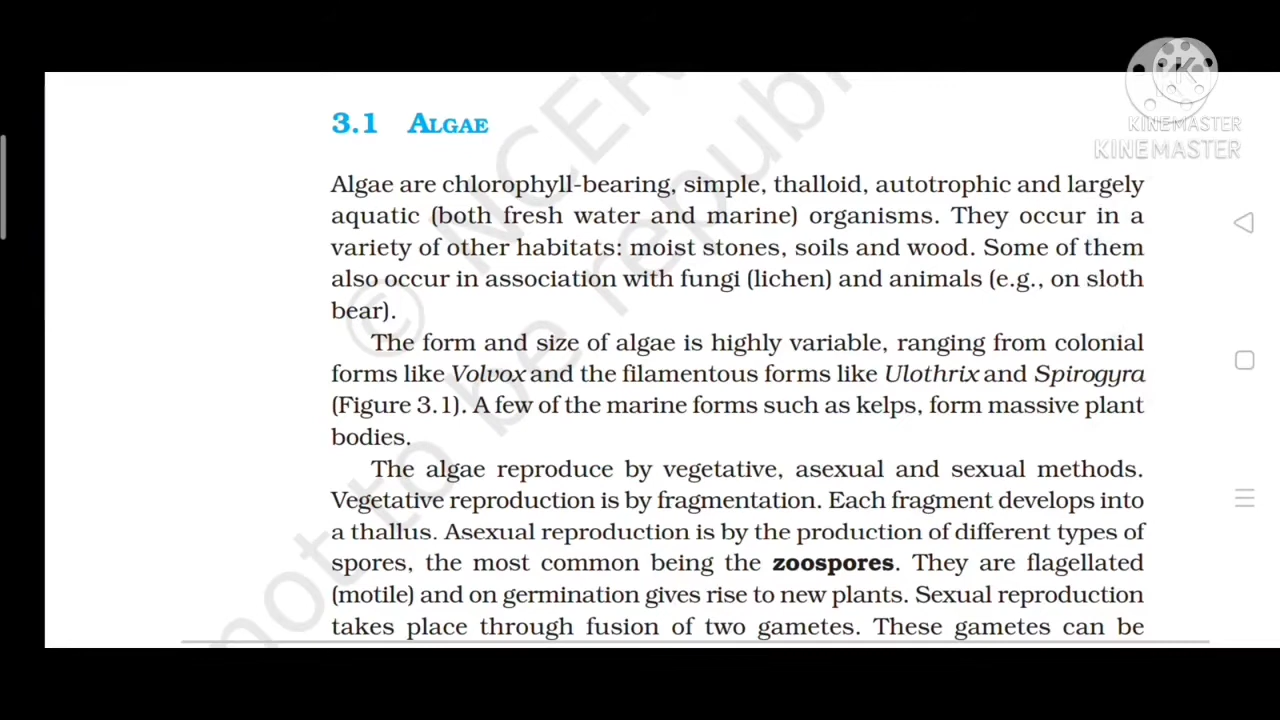 KINEMASTER
KINEMASTER
3.1 ALGAE
Algae are chlorophyll-bearing, simple, thalloid, autotrophic and largely
aquatic (both fresh water and marine) organisms. They occur in a
variety of other habitats: moist stones, soils and wood. Some of them
also occur in association with fungi (lichen) and animals (e.g., on sloth
bear).
The form and size of algae is highly variable, ranging from colonial
forms like Volvox and the filamentous forms like Ulothrix and Spirogyra
(Figure 3.1). A few of the marine forms such as kelps, form massive plant
bodies.
The algae reproduce by vegetative, asexual and sexual methods.
Vegetative reproduction is by fragmentation. Each fragment develops into
a thallus. Asexual reproduction is by the production of different types of
spores, the most common being the zoospores. They are flagellated
(motile) and on germination gives rise to new plants. Sexual reproduction
takes place through fusion of two gametes. These gametes can be
© NCER
not to be republ